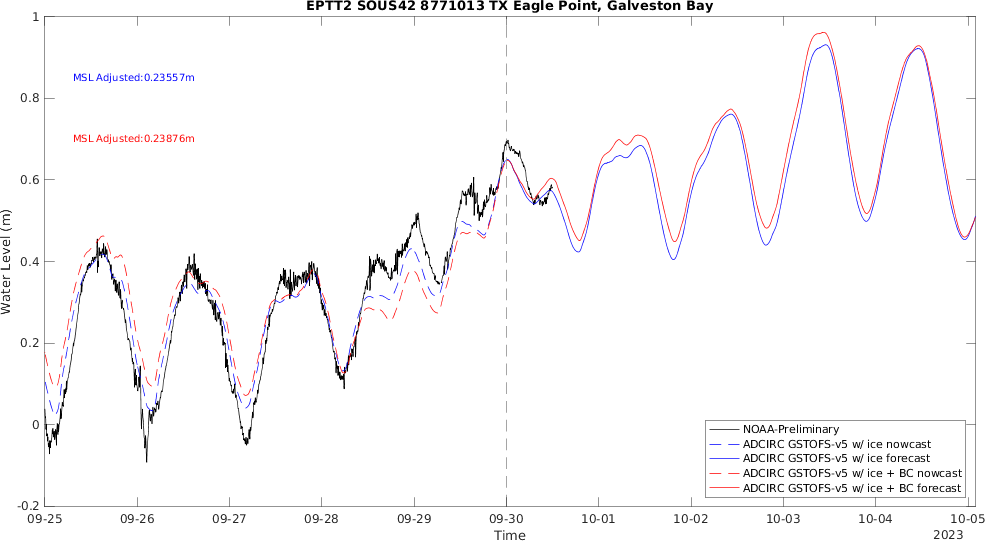 EPTT2 SOUS42 8771013 TX Eagle Point, Galveston Bay
1
0.8
0.6
0.4
0.2
0
-0.2
Water Level (m)
MSL Adjusted:0.23557m
MSL Adjusted:0.23876m
NOAA-Preliminary
ADCIRC GSTOFS-v5 w/ ice nowcast
ADCIRC GSTOFS-v5 w/ ice forecast
ADCIRC GSTOFS-v5 w/ ice + BC nowcast
ADCIRC GSTOFS-v5 w/ ice + BC forecast
09-25 09-26 09-27 09-28 09-29 09-30 10-01 10-02 10-03 10-04 10-05
Time
2023